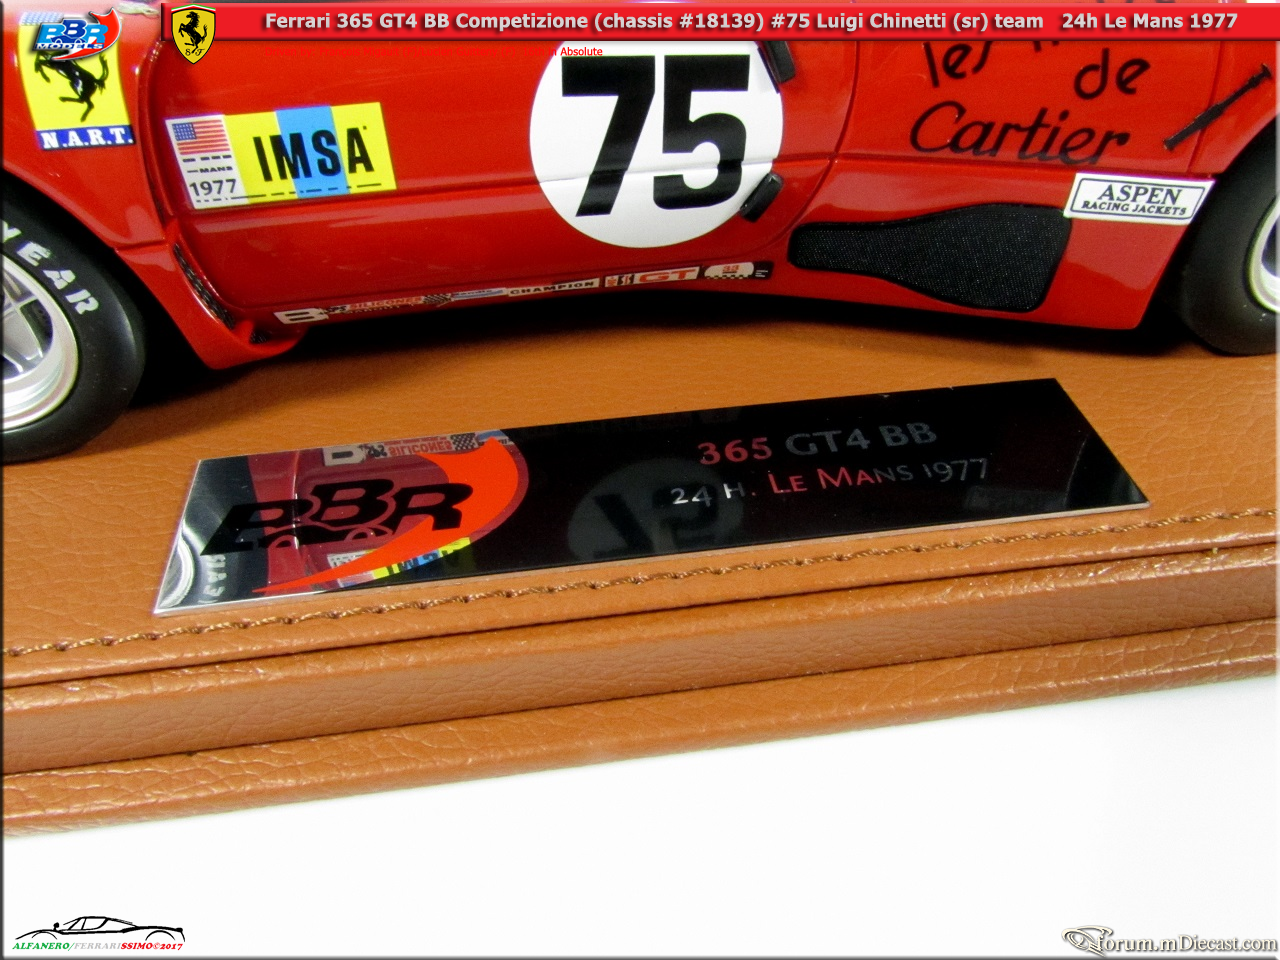 Ferrari 365 GT4 BB Competizione (chassis #18139) #75 Luigi Chinetti (sr) team 24h Le Mans 1977
BBR
MODELS
S F
Absolute
N.A.R.T.
MANS
1977
IMSA
75
de
Cartier
ASPEN
RACING JACKETS
YEAR
B
SILICONES
CHAMPION
GT
BBR
365 GT4 BB
24 H. LE MANS 1977
ALFANERO/FERRARISSIMO©2017
forum.mDiecast.com